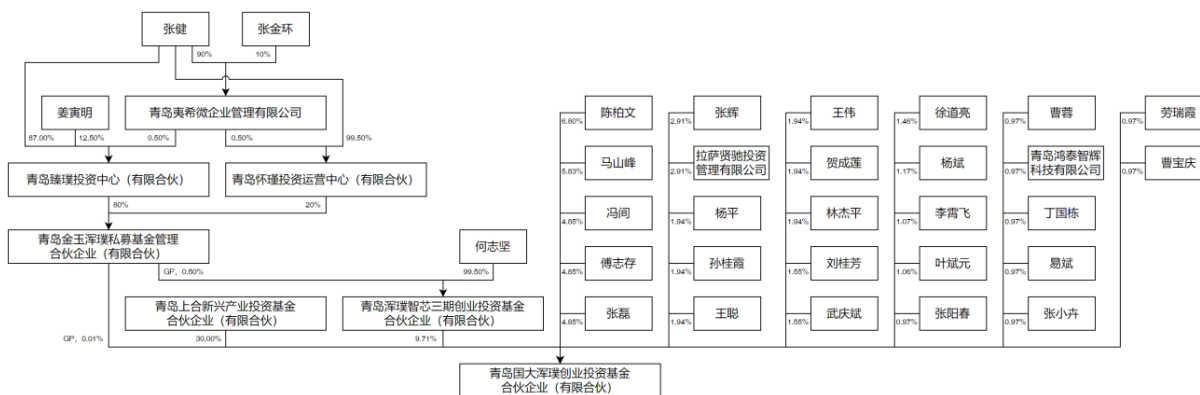 张健
张金环
90%
10%
姜寅明
青岛夷希微企业管理有限公司
87.00%
12.50%
0.50%
0.50%
99.50%
青岛臻璞投资中心（有限合伙）
青岛怀瑾投资运营中心（有限合伙）
80%
20%
青岛金玉浑璞私募基金管理
合伙企业（有限合伙）
何志坚
GP，0.50%
99.50%
青岛上合新兴产业投资基金
合伙企业（有限合伙）
青岛浑璞智芯三期创业投资基金
合伙企业（有限合伙）
GP，0.01%
30.00%
9.71%
陈柏文
6.80%
马山峰
5.83%
冯间
4.85%
傅志存
4.85%
张磊
4.85%
张辉
2.91%
拉萨贤驰投资
管理有限公司
2.91%
杨平
1.94%
孙桂霞
1.94%
王聪
1.94%
王伟
1.94%
贺成莲
1.94%
林杰平
1.94%
刘桂芳
1.55%
武庆斌
1.55%
徐道亮
1.46%
杨斌
1.17%
李霄飞
1.07%
叶斌元
1.06%
张阳春
0.97%
曹蓉
0.97%
青岛鸿泰智辉
科技有限公司
0.97%
丁国栋
0.97%
易斌
0.97%
张小卉
0.97%
劳瑞霞
0.97%
曹宝庆
0.97%
青岛国大浑璞创业投资基金
合伙企业（有限合伙）